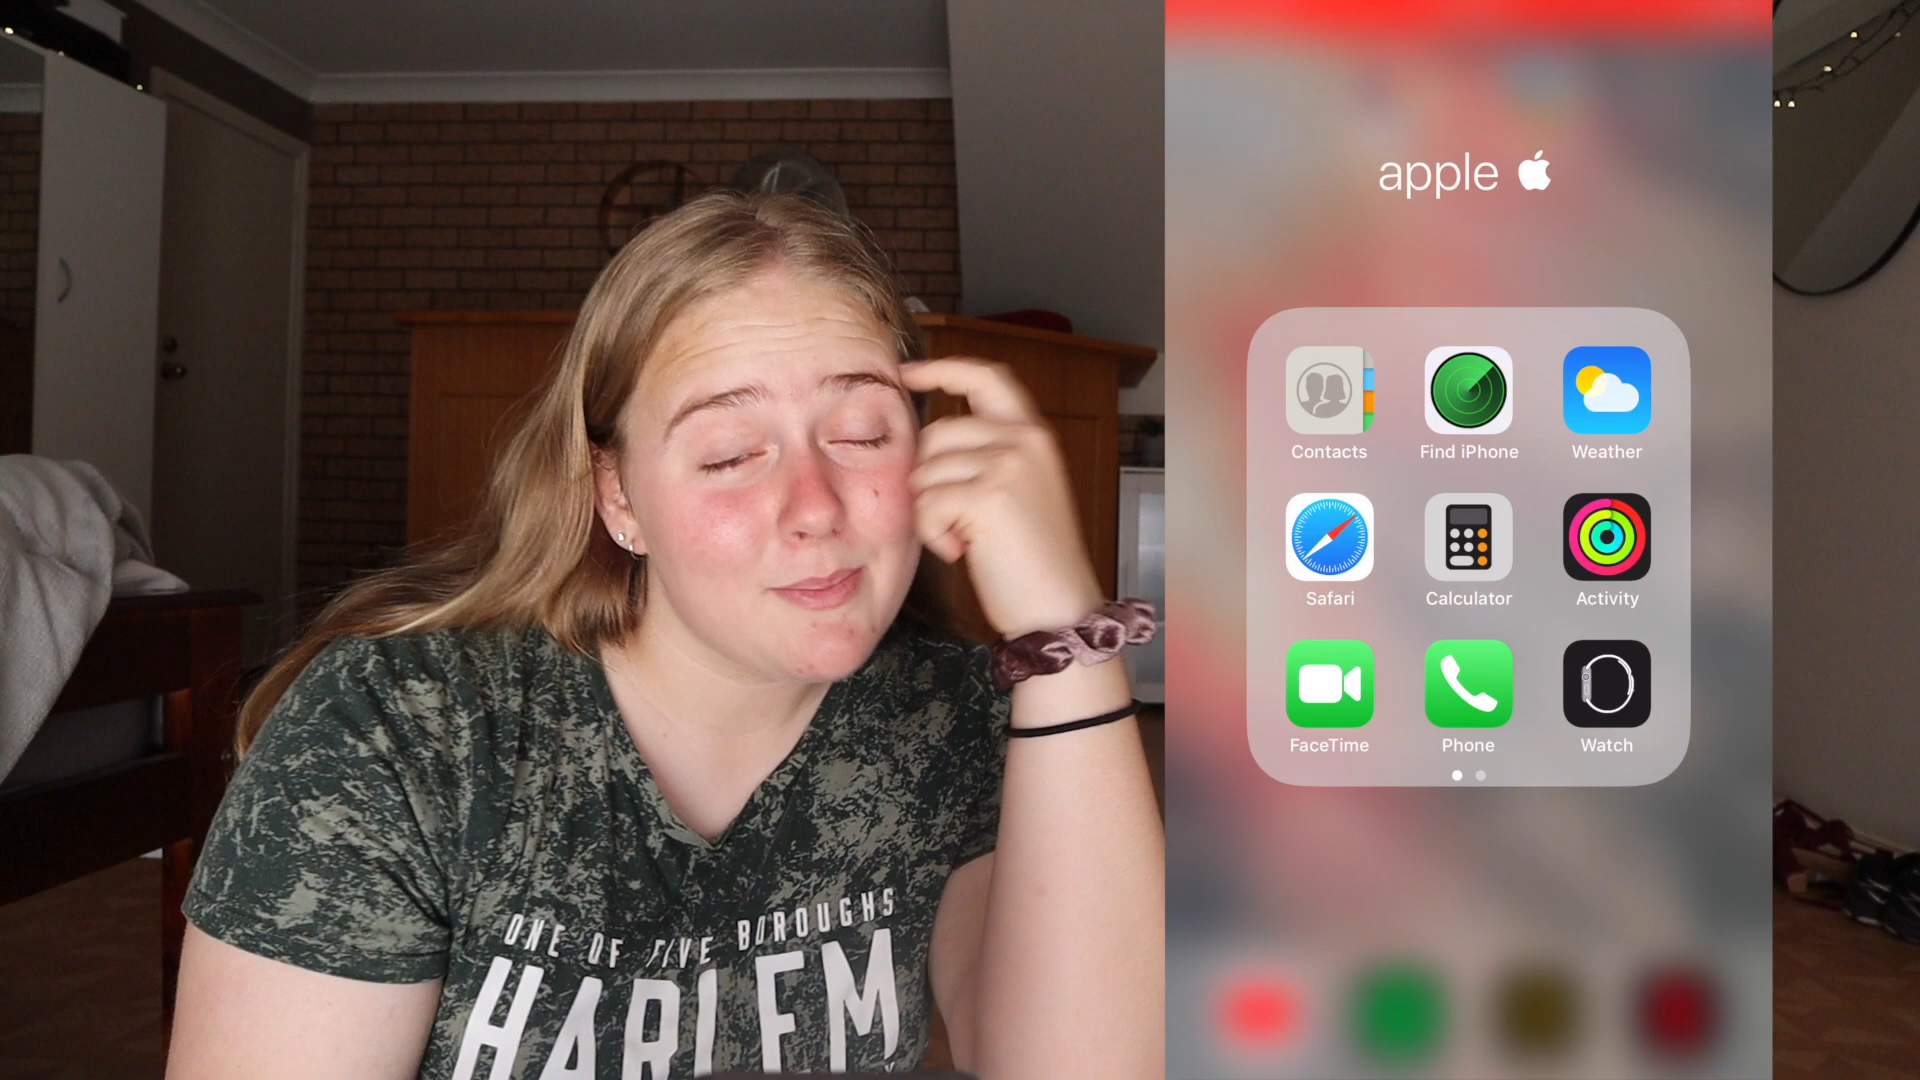 apple 
Contacts Find iPhone Weather
Safari Calculator Activity
FaceTime Phone Watch
ONE OF FIVE BOROUGHS
HARLEM